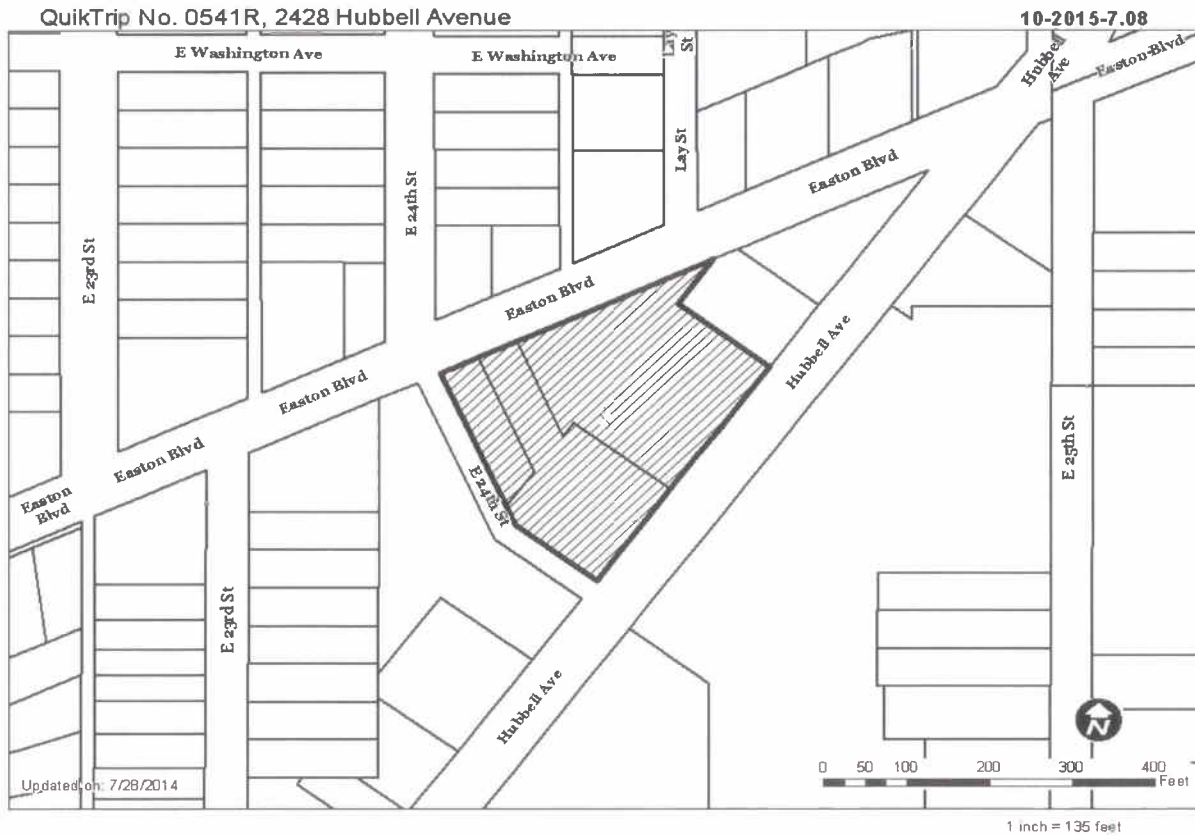 QuikTrip No. 0541R, 2428 Hubbell Avenue
10-2015-7.08
E Washington Ave
E Washington Ave
Lay
St
Hubbell
Ave
Easton Blvd
Lay St
Easton Blvd
E 24th St
E 23rd St
Easton Blvd
Hubbell Ave
Easton Blvd
Easton Blvd
E 25th St
Easton
Blvd
E 24th St
E 23rd St
Hubbell Ave
N
Updated on: 7/28/2014
0 50 100 200 300 400
Feet
1 inch = 135 feet